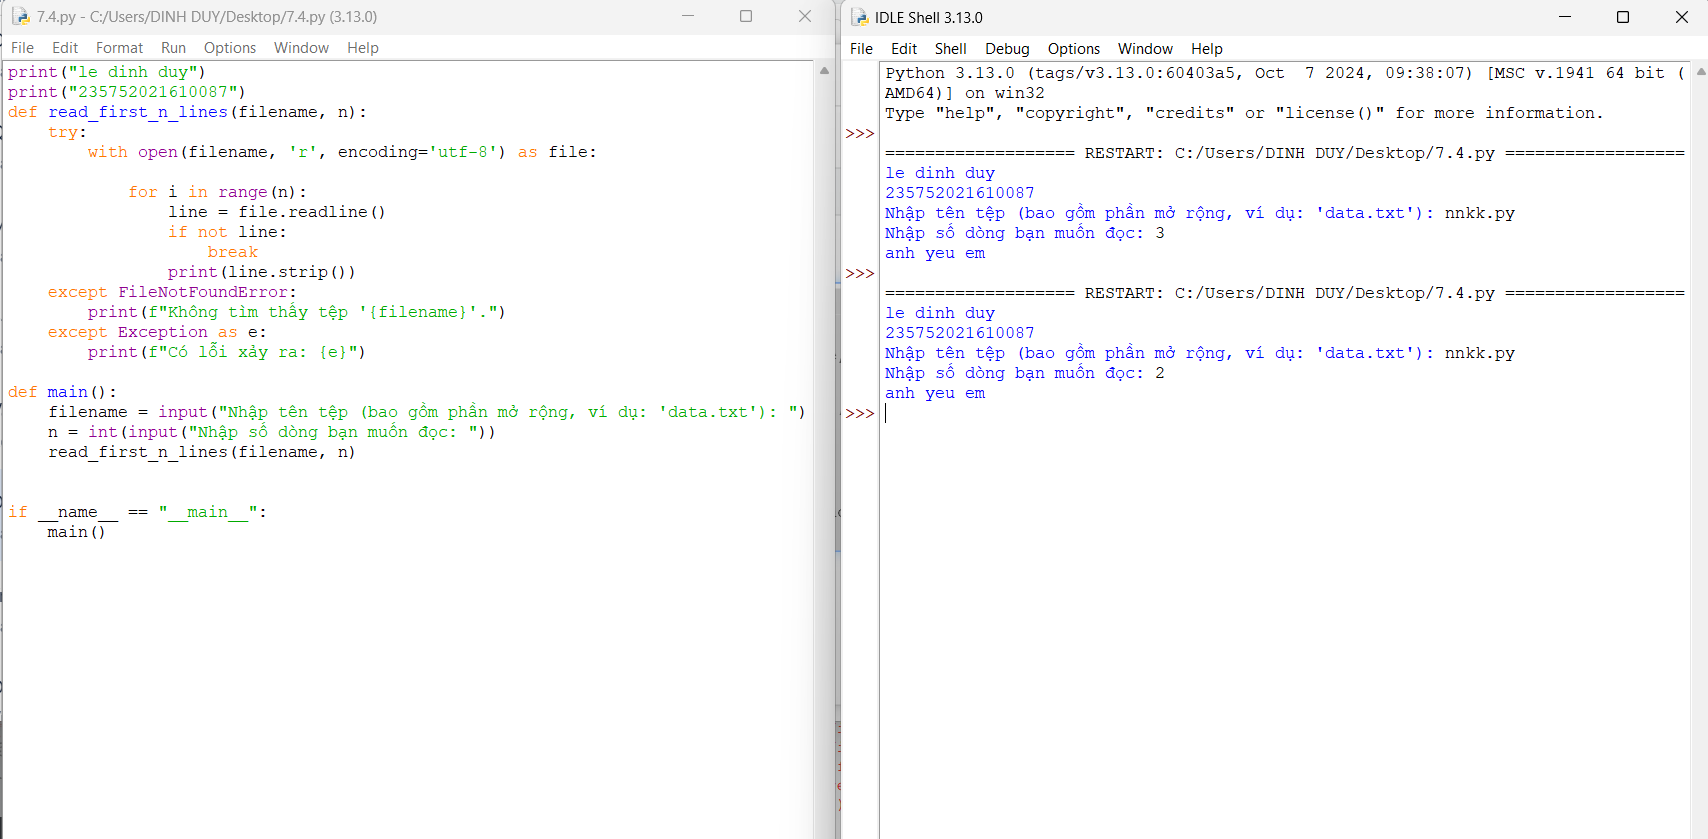 7.4.py - C:/Users/DINH DUY/Desktop/7.4.py (3.13.0)
File Edit Format Run Options Window Help
print("le dinh duy")
print("235752021610087")
def read_first_n_lines(filename, n):
    try:
        with open(filename, 'r', encoding='utf-8') as file:

            for i in range(n):
                line = file.readline()
                if not line:
                    break
                print(line.strip())
    except FileNotFoundError:
        print(f"Không tìm thấy tệp '{filename}'.")
    except Exception as e:
        print(f"Có lỗi xảy ra: {e}")

def main():
    filename = input("Nhập tên tệp (bao gồm phần mở rộng, ví dụ: 'data.txt'): ")
    n = int(input("Nhập số dòng bạn muốn đọc: "))
    read_first_n_lines(filename, n)

if __name__ == "__main__":
    main()
IDLE Shell 3.13.0
File Edit Shell Debug Options Window Help
Python 3.13.0 (tags/v3.13.0:60403a5, Oct  7 2024, 09:38:07) [MSC v.1941 64 bit (
AMD64)] on win32
Type "help", "copyright", "credits" or "license()" for more information.
>>>
=================== RESTART: C:/Users/DINH DUY/Desktop/7.4.py ==================
le dinh duy
235752021610087
Nhập tên tệp (bao gồm phần mở rộng, ví dụ: 'data.txt'): nnkk.py
Nhập số dòng bạn muốn đọc: 3
anh yeu em
>>>
=================== RESTART: C:/Users/DINH DUY/Desktop/7.4.py ==================
le dinh duy
235752021610087
Nhập tên tệp (bao gồm phần mở rộng, ví dụ: 'data.txt'): nnkk.py
Nhập số dòng bạn muốn đọc: 2
anh yeu em
>>>